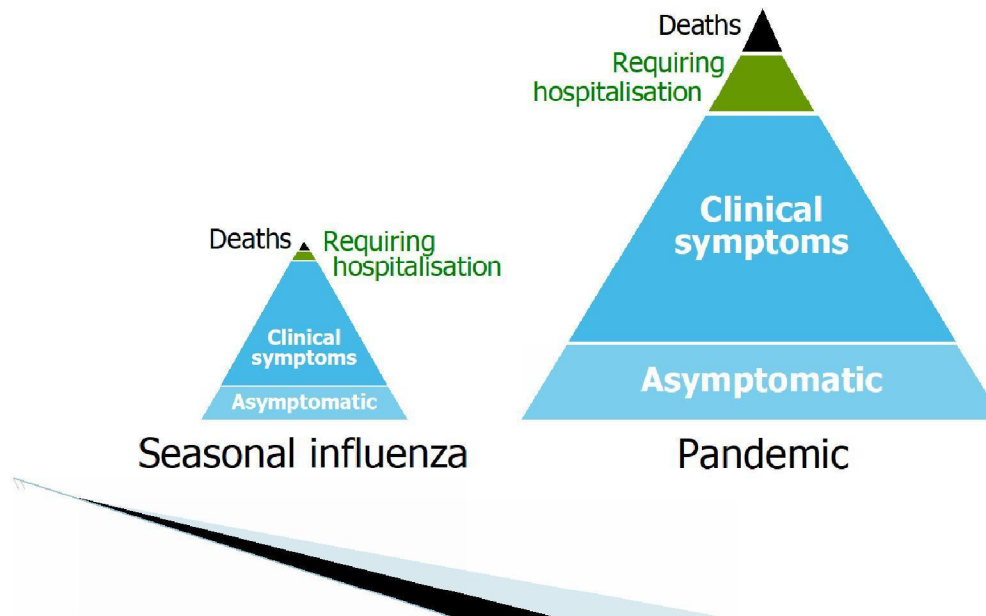 Deaths
Requiring
hospitalisation
Clinical
symptoms
Asymptomatic
Seasonal influenza
Deaths
Requiring
hospitalisation
Clinical
symptoms
Asymptomatic
Pandemic